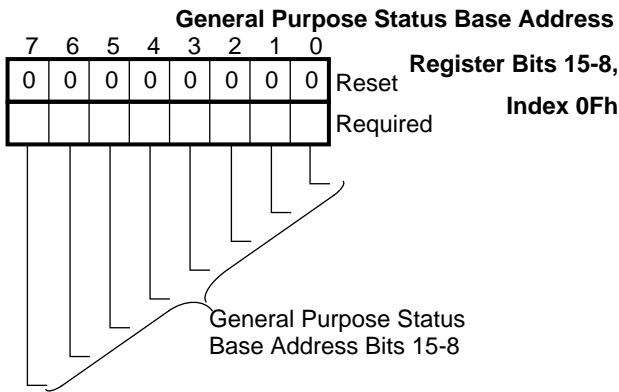 General Purpose Status Base Address
Register Bits 15-8,
Index 0Fh
7 6 5 4 3 2 1 0
0 0 0 0 0 0 0 0 Reset
Required
General Purpose Status
Base Address Bits 15-8